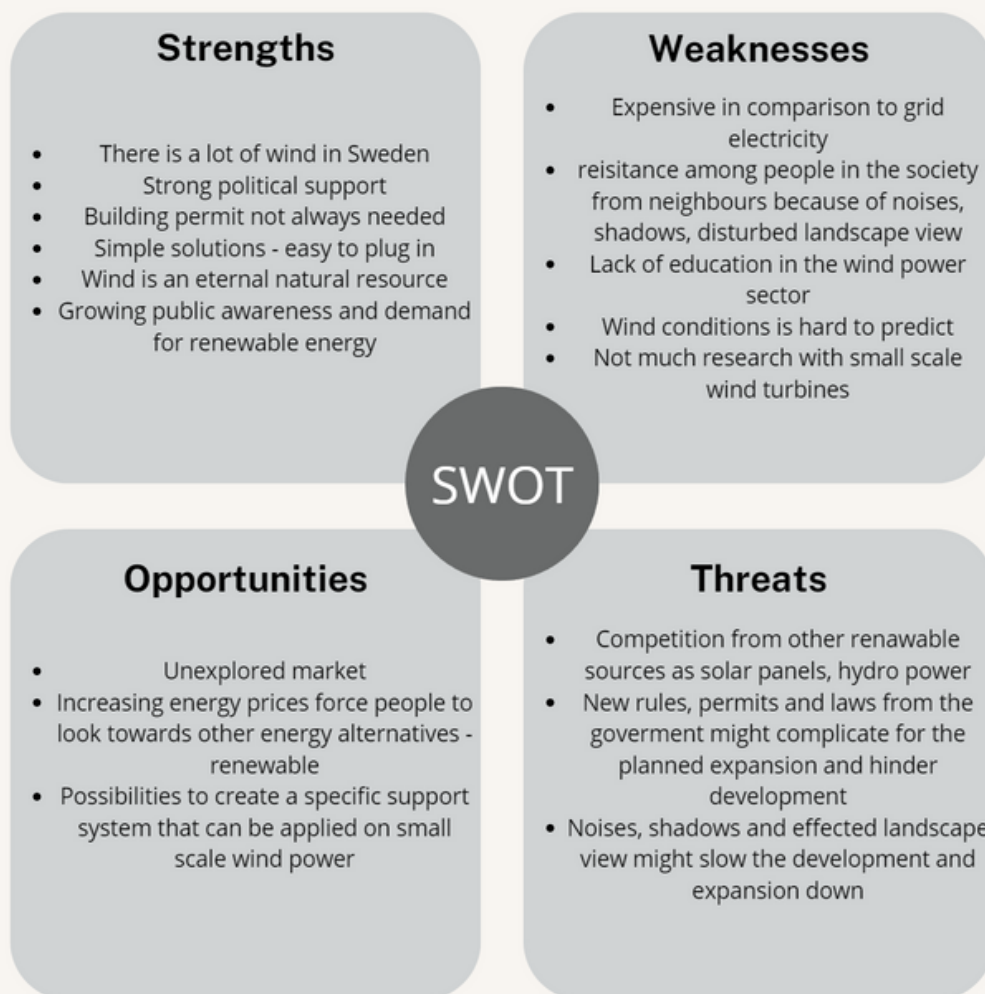 Strengths
• There is a lot of wind in Sweden
• Strong political support
• Building permit not always needed
• Simple solutions - easy to plug in
• Wind is an eternal natural resource
• Growing public awareness and demand
for renewable energy
Weaknesses
• Expensive in comparison to grid
electricity
• reisitance among people in the society
from neighbours because of noises,
shadows, disturbed landscape view
• Lack of education in the wind power
sector
• Wind conditions is hard to predict
• Not much research with small scale
wind turbines
SWOT
Opportunities
• Unexplored market
• Increasing energy prices force people to
look towards other energy alternatives -
renewable
• Possibilities to create a specific support
system that can be applied on small
scale wind power
Threats
• Competition from other renawable
sources as solar panels, hydro power
• New rules, permits and laws from the
goverment might complicate for the
planned expansion and hinder
development
• Noises, shadows and effected landscape
view might slow the development and
expansion down